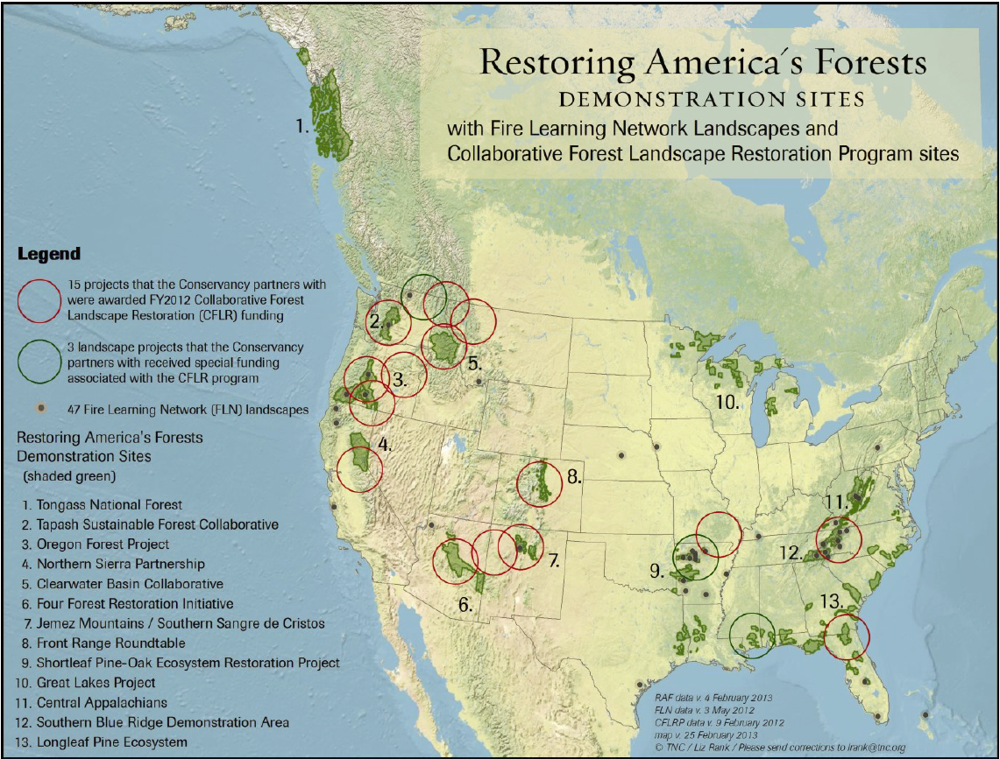 Restoring America´s Forests
DEMONSTRATION SITES
with Fire Learning Network Landscapes and
Collaborative Forest Landscape Restoration Program sites
Legend
15 projects that the Conservancy partners with
were awarded FY2012 Collaborative Forest
Landscape Restoration (CFLR) funding
3 landscape projects that the Conservancy
partners with received special funding
associated with the CFLR program
47 Fire Learning Network (FLN) landscapes
Restoring America's Forests
Demonstration Sites
(shaded green)
1. Tongass National Forest
2. Tapash Sustainable Forest Collaborative
3. Oregon Forest Project
4. Northern Sierra Partnership
5. Clearwater Basin Collaborative
6. Four Forest Restoration Initiative
7. Jemez Mountains / Southern Sangre de Cristos
8. Front Range Roundtable
9. Shortleaf Pine-Oak Ecosystem Restoration Project
10. Great Lakes Project
11. Central Appalachians
12. Southern Blue Ridge Demonstration Area
13. Longleaf Pine Ecosystem
1.
2.
3.
4.
5.
6.
7.
8.
9.
10.
11.
12.
13.
RAF data v. 4 February 2013
FLN data v. 3 May 2012
CFLRP data v. 9 February 2012
map v. 25 February 2013
© TNC / Liz Rank / Please send corrections to lrank@tnc.org